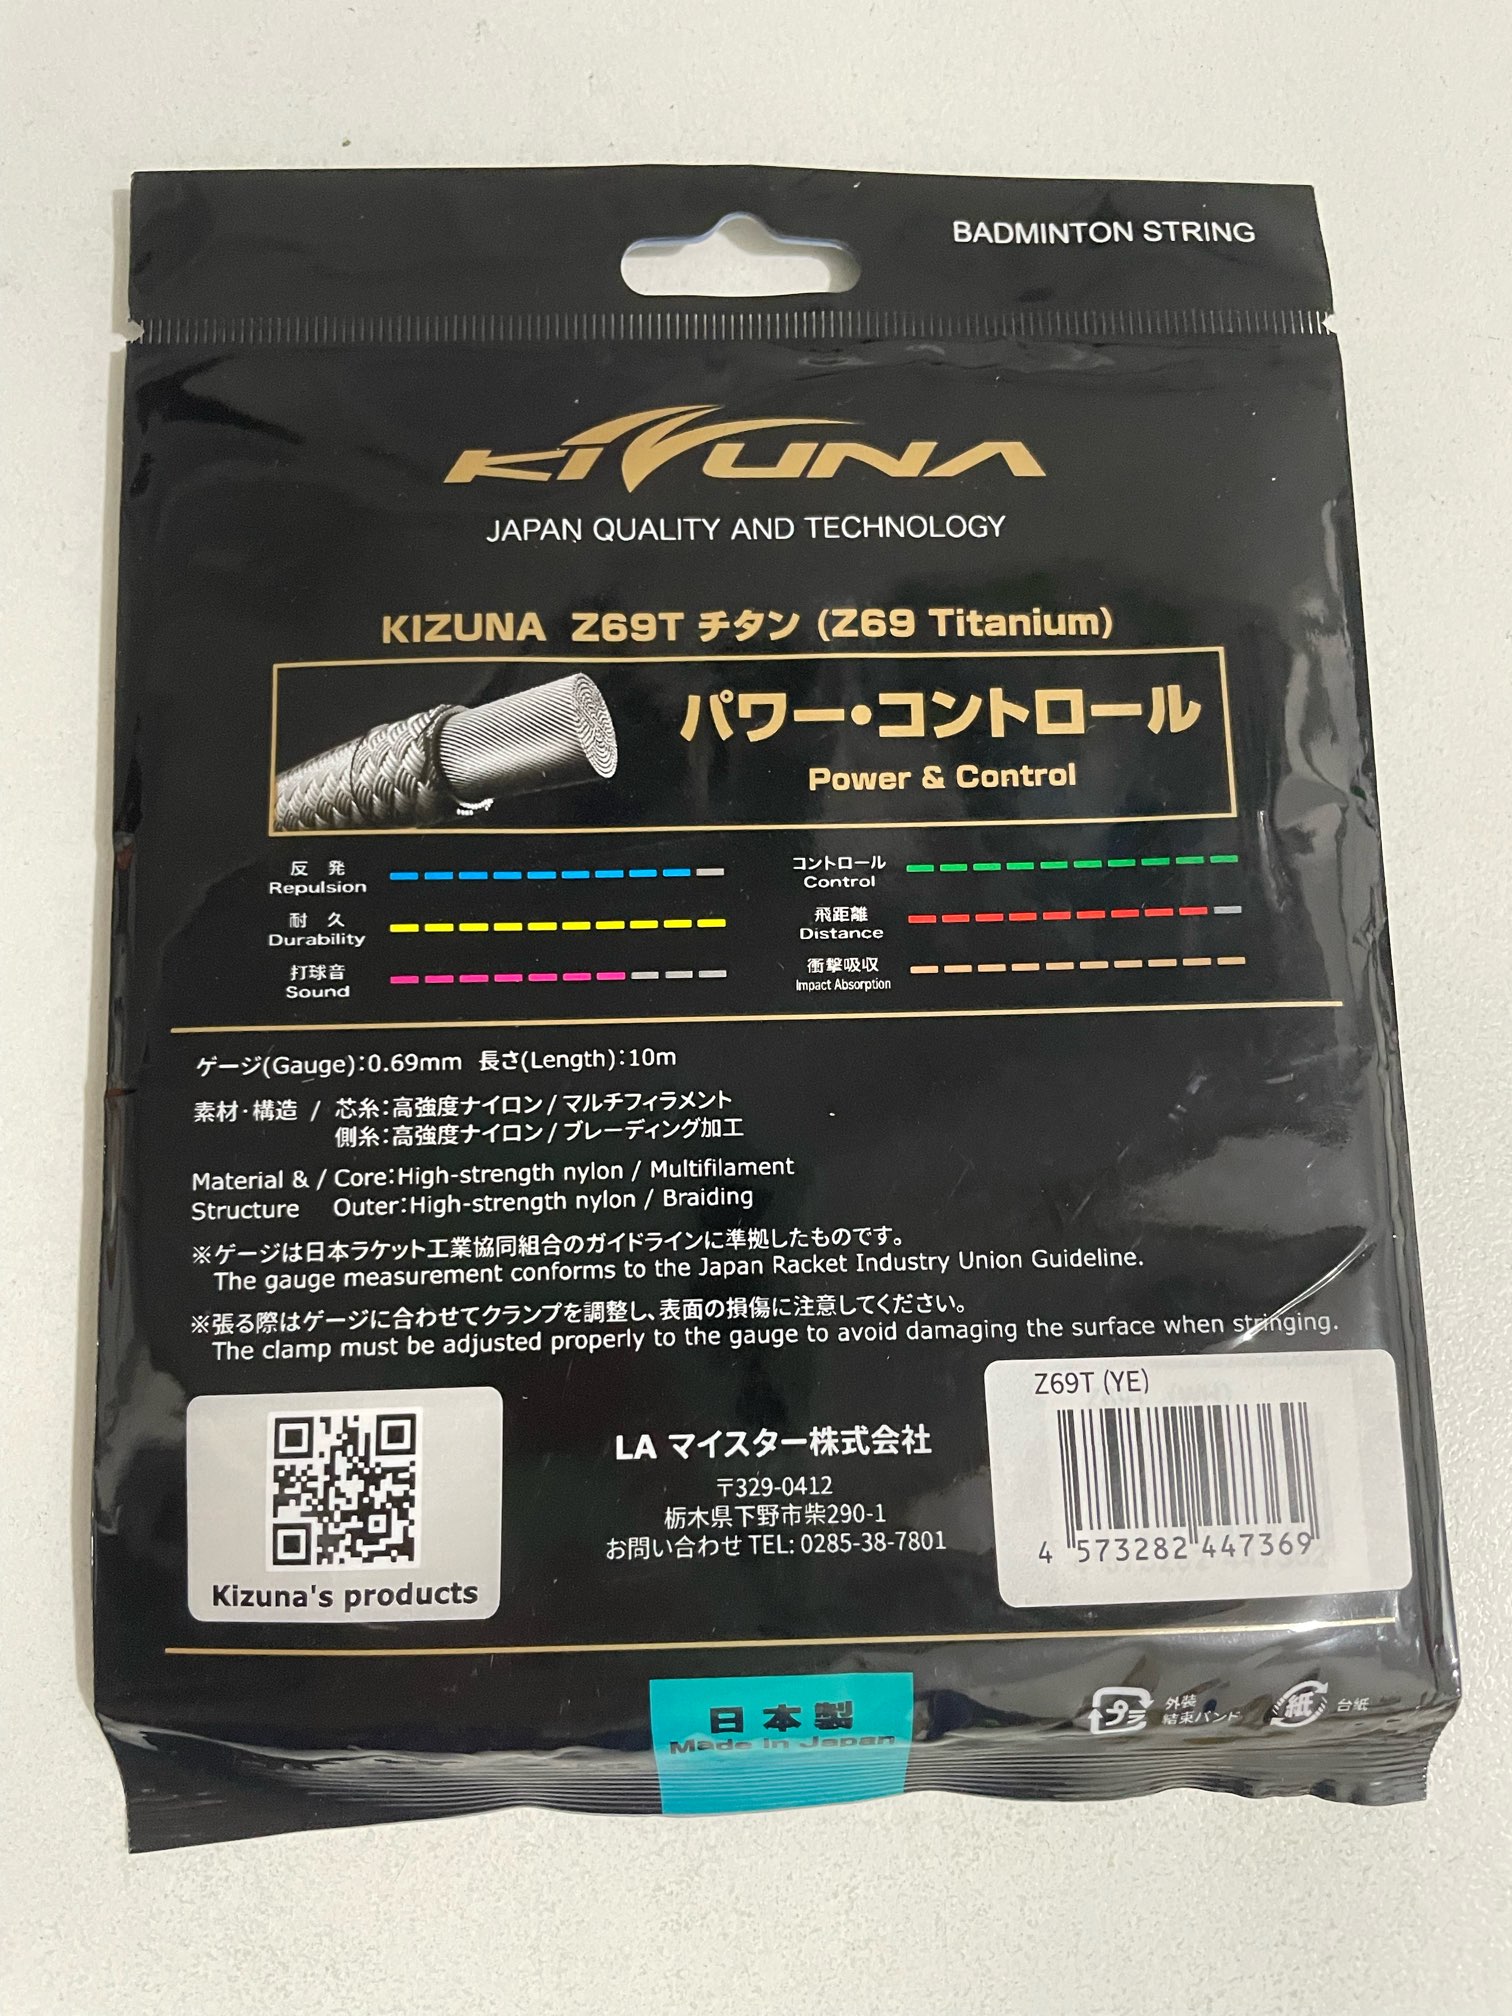 BADMINTON STRING
KIZUNA
JAPAN QUALITY AND TECHNOLOGY
KIZUNA Z69T チタン (Z69 Titanium)
パワー・コントロール
Power & Control
反 発
Repulsion
コントロール
Control
耐 久
Durability
飛距離
Distance
打球音
Sound
衝撃吸収
Impact Absorption
ゲージ(Gauge):0.69mm 長さ(Length):10m
素材・構造 / 芯糸:高強度ナイロン / マルチフィラメント
側糸:高強度ナイロン / ブレーディング加工
Material & / Core:High-strength nylon / Multifilament
Structure Outer:High-strength nylon / Braiding
※ゲージは日本ラケット工業協同組合のガイドラインに準拠したものです。
The gauge measurement conforms to the Japan Racket Industry Union Guideline.
※張る際はゲージに合わせてクランプを調整し、表面の損傷に注意してください。
The clamp must be adjusted properly to the gauge to avoid damaging the surface when stringing.
Kizuna's products
LA マイスター株式会社
〒329-0412
栃木県下野市柴290-1
お問い合わせ TEL: 0285-38-7801
Z69T (YE)
4 573282 447369
日本製
Made in Japan
プラ
外装
結束バンド
紙
台紙